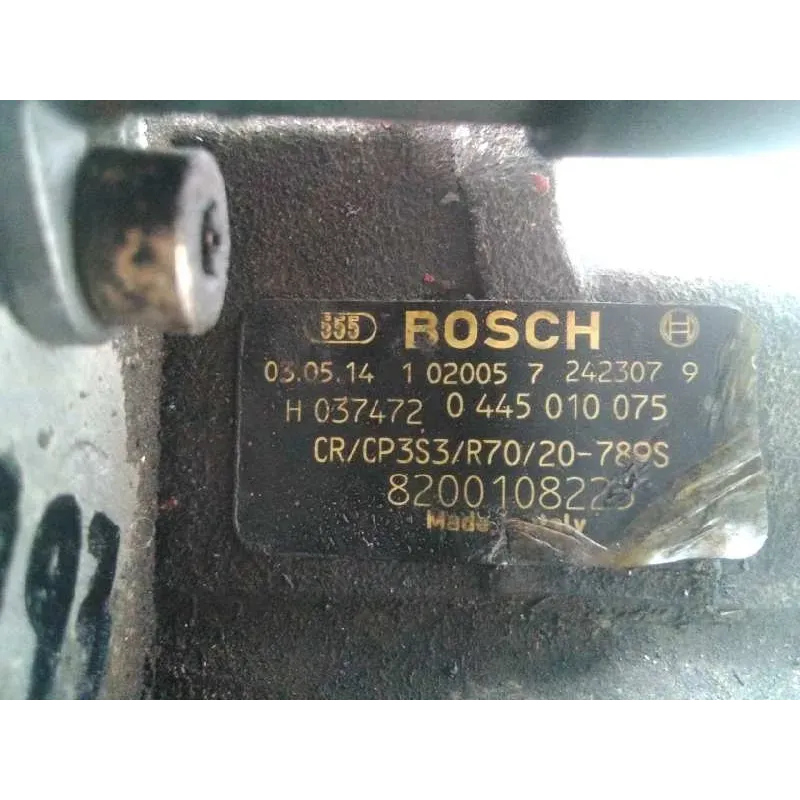 555 BOSCH
03.05.14 1 02005 7 242307 9
H 037472 0 445 010 075
CR/CP3S3/R70/20-789S
8200108225
Made Italy